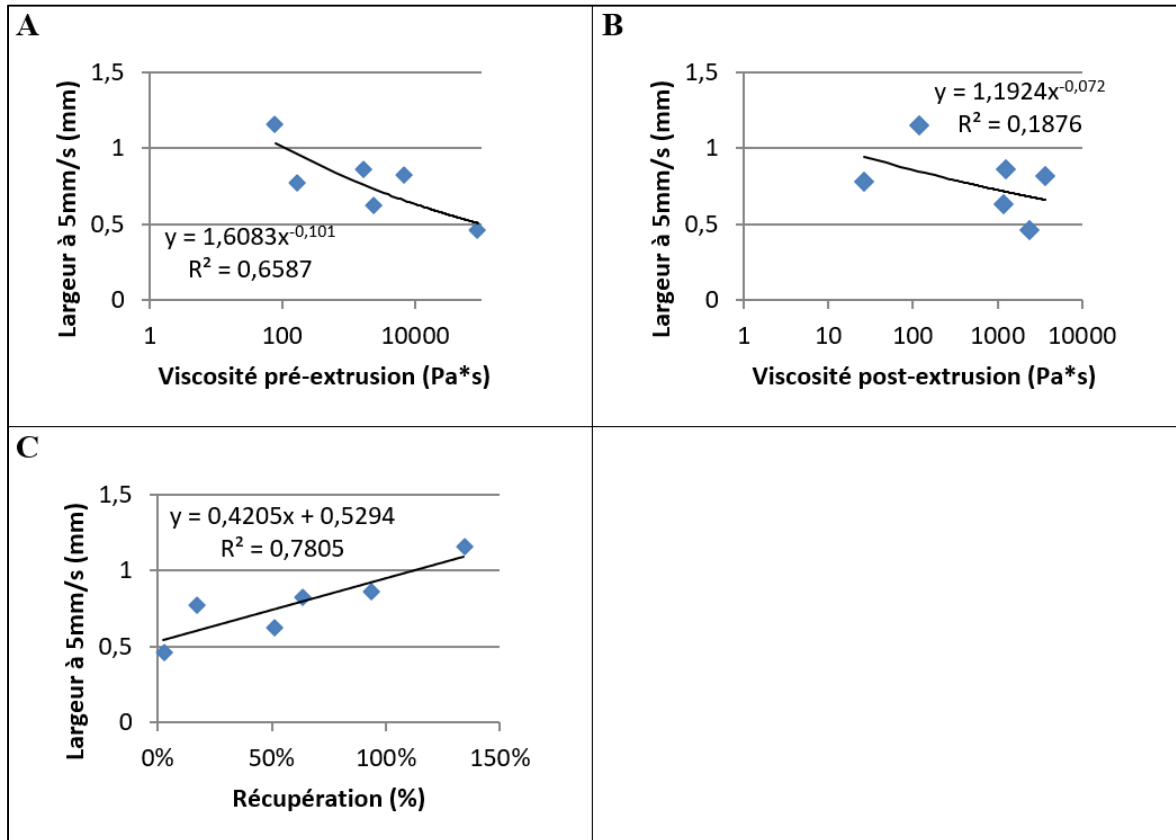 A
Largeur à 5mm/s (mm)
1,5
1
0,5
0
y = 1,6083x^-0,101
R² = 0,6587
1 100 10000
Viscosité pré-extrusion (Pa*s)
B
Largeur à 5mm/s (mm)
1,5
1
0,5
0
y = 1,1924x^-0,072
R² = 0,1876
1 10 100 1000 10000
Viscosité post-extrusion (Pa*s)
C
Largeur à 5mm/s (mm)
1,5
1
0,5
0
y = 0,4205x + 0,5294
R² = 0,7805
0% 50% 100% 150%
Récupération (%)